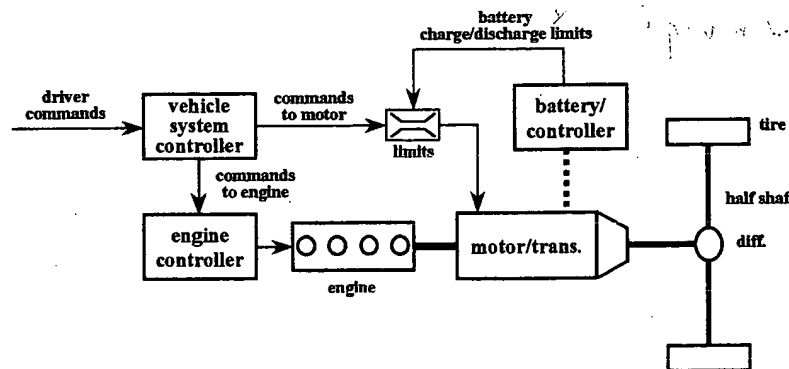 battery
charge/discharge limits
driver
commands
vehicle
system
controller
commands
to motor
limits
battery/
controller
tire
commands
to engine
half shaf
engine
controller
engine
motor/trans.
diff.